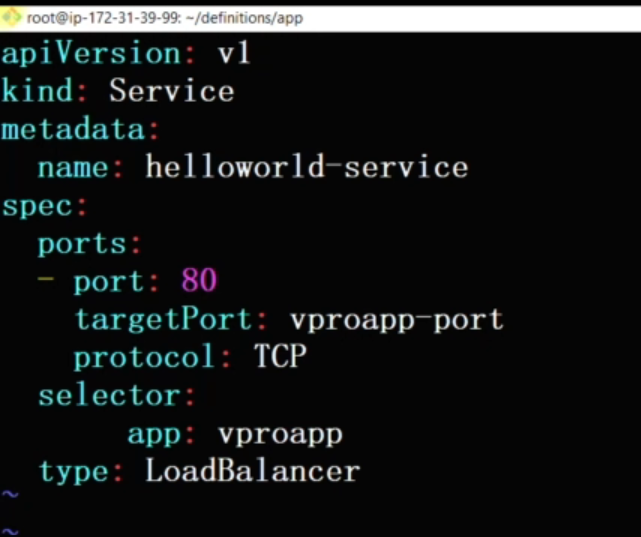 root@ip-172-31-39-99: ~/definitions/app
apiVersion: v1
kind: Service
metadata:
  name: helloworld-service
spec:
  ports:
  - port: 80
    targetPort: vproapp-port
    protocol: TCP
  selector:
       app: vproapp
  type: LoadBalancer
~
~